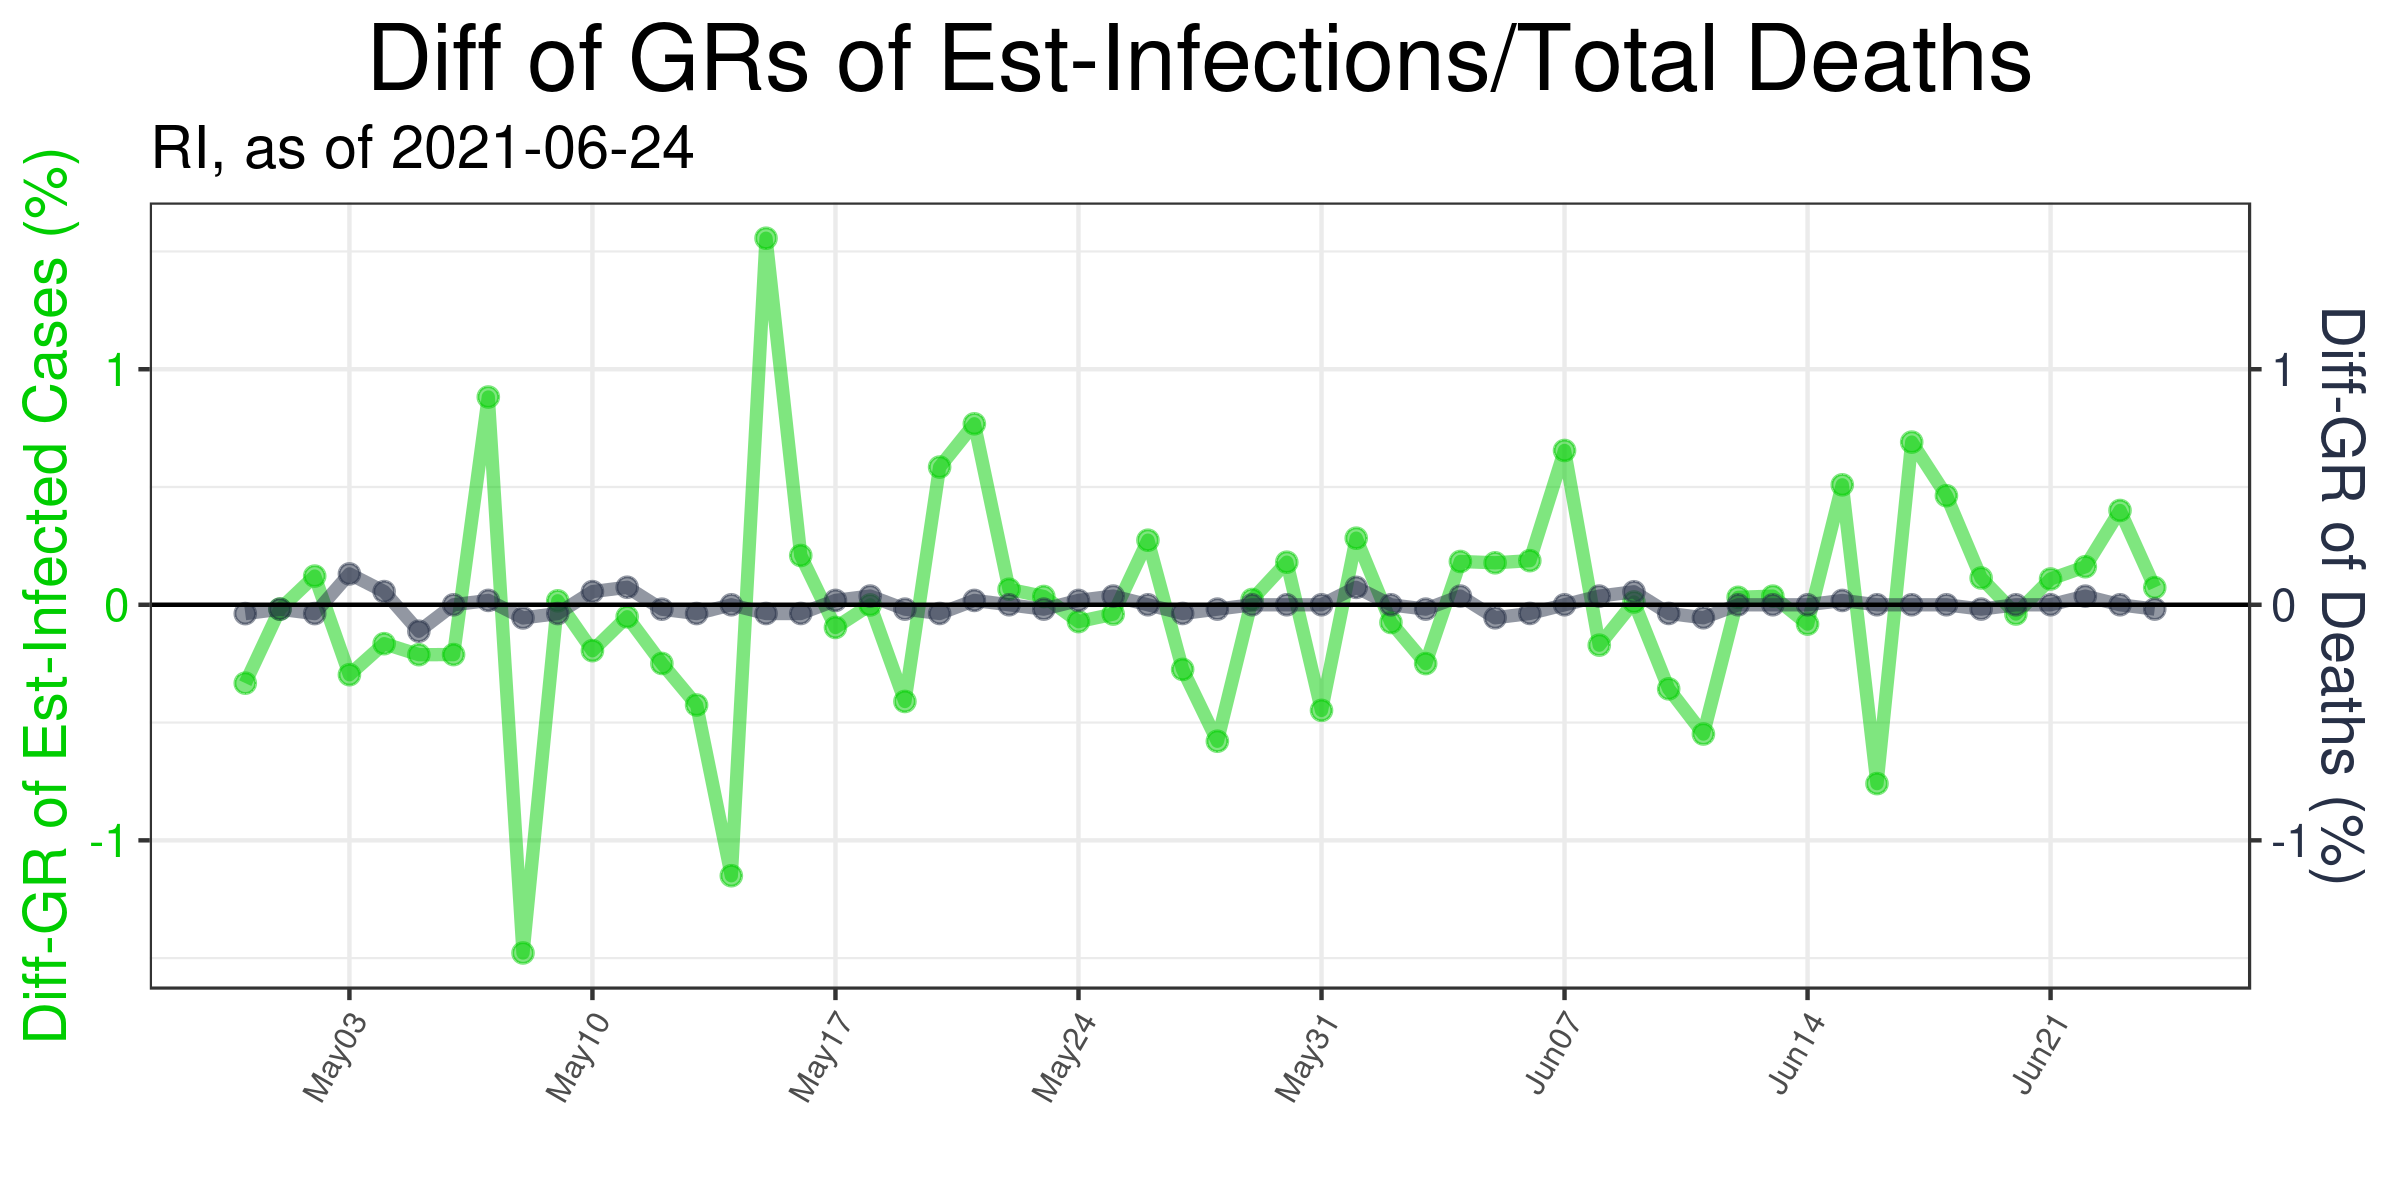 Diff of GRs of Est-Infections/Total Deaths
RI, as of 2021-06-24
Diff-GR of Est-Infected Cases (%)
1
0
-1
1
0
-1
Diff-GR of Deaths (%)
May03
May10
May17
May24
May31
Jun07
Jun14
Jun21